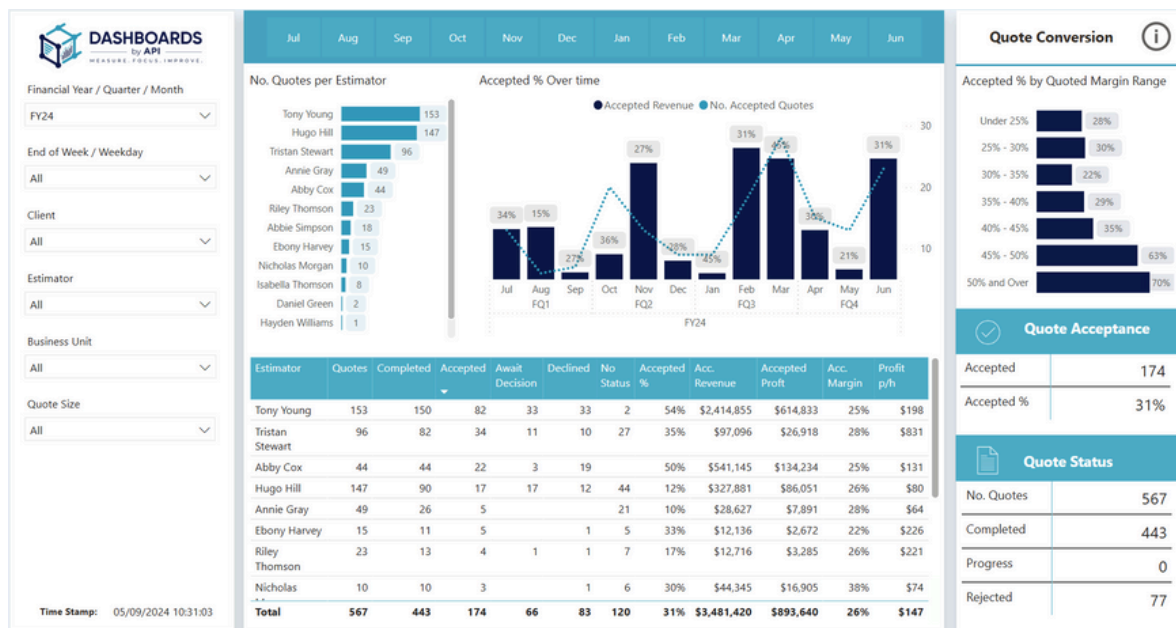 DASHBOARDS
by API
MEASURE. FOCUS. IMPROVE.
Financial Year / Quarter / Month
FY24
End of Week / Weekday
All
Client
All
Estimator
All
Business Unit
All
Quote Size
All
Time Stamp: 05/09/2024 10:31:03
Jul Aug Sep Oct Nov Dec Jan Feb Mar Apr May Jun
No. Quotes per Estimator
Tony Young 153
Hugo Hill 147
Tristan Stewart 96
Annie Gray 49
Abby Cox 44
Riley Thomson 23
Abbie Simpson 18
Ebony Harvey 15
Nicholas Morgan 10
Isabella Thomson 8
Daniel Green 2
Hayden Williams 1
Accepted % Over time
Accepted Revenue No. Accepted Quotes
30
20
10
34% 15% 27% 36% 27% 28% 45% 31% 21% 31%
Jul Aug Sep Oct Nov Dec Jan Feb Mar Apr May Jun
FQ1 FQ2 FQ3 FQ4
FY24
Estimator Quotes Completed Accepted Await Decision Declined No Status Accepted % Acc. Revenue Accepted Proft Acc. Margin Profit p/h
Tony Young 153 150 82 33 33 2 54% $2,414,855 $614,833 25% $198
Tristan Stewart 96 82 34 11 10 27 35% $97,096 $26,918 28% $831
Abby Cox 44 44 22 3 19 50% $541,145 $134,234 25% $131
Hugo Hill 147 90 17 17 12 44 12% $327,881 $86,051 26% $80
Annie Gray 49 26 5 21 10% $28,627 $7,891 28% $64
Ebony Harvey 15 11 5 1 5 33% $12,136 $2,672 22% $226
Riley Thomson 23 13 4 1 1 7 17% $12,716 $3,285 26% $221
Nicholas 10 10 3 1 6 30% $44,345 $16,905 38% $74
Total 567 443 174 66 83 120 31% $3,481,420 $893,640 26% $147
Quote Conversion i
Accepted % by Quoted Margin Range
Under 25% 28%
25% - 30% 30%
30% - 35% 22%
35% - 40% 29%
40% - 45% 35%
45% - 50% 63%
50% and Over 70%
Quote Acceptance
Accepted 174
Accepted % 31%
Quote Status
No. Quotes 567
Completed 443
Progress 0
Rejected 77